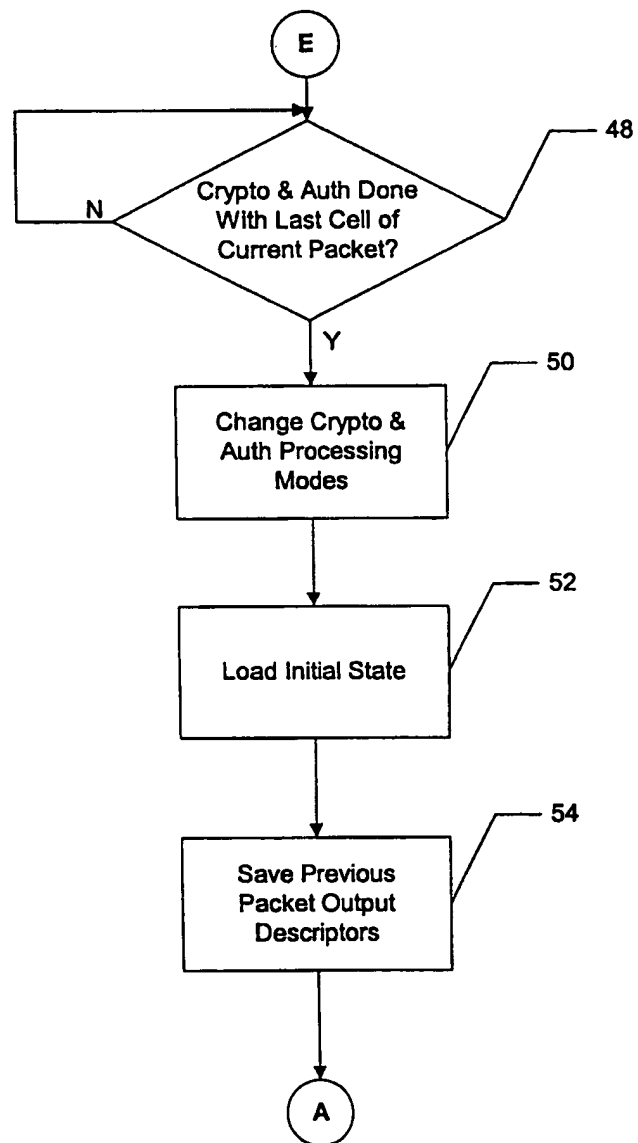 E
48
Crypto & Auth Done
With Last Cell of
Current Packet?
N
Y
50
Change Crypto &
Auth Processing
Modes
52
Load Initial State
54
Save Previous
Packet Output
Descriptors
A